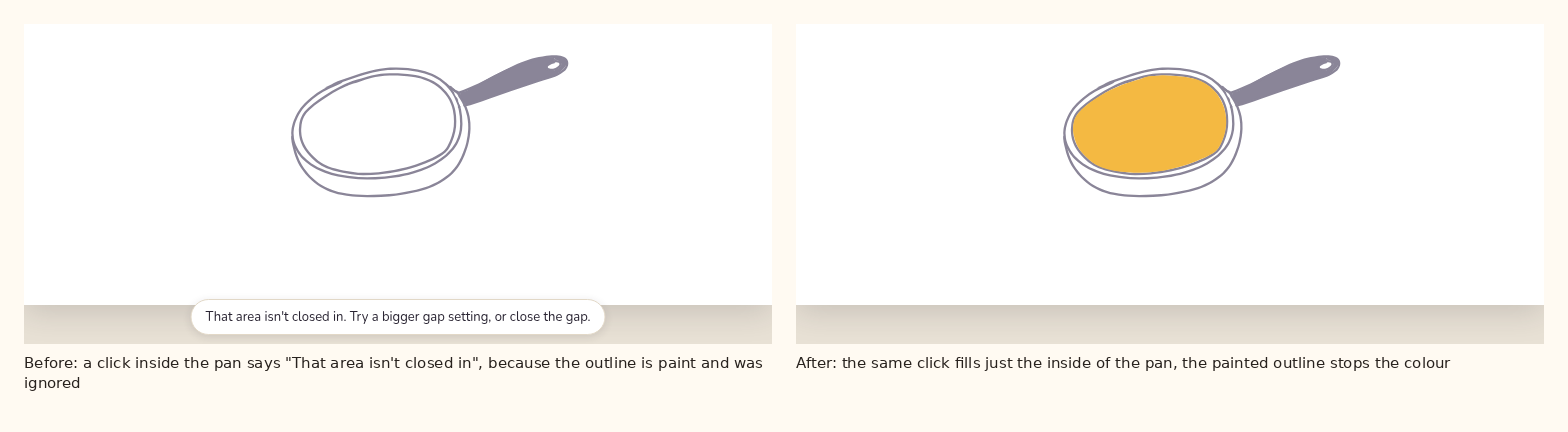 That area isn't closed in. Try a bigger gap setting, or close the gap.
Before: a click inside the pan says "That area isn't closed in", because the outline is paint and was
ignored
After: the same click fills just the inside of the pan, the painted outline stops the colour